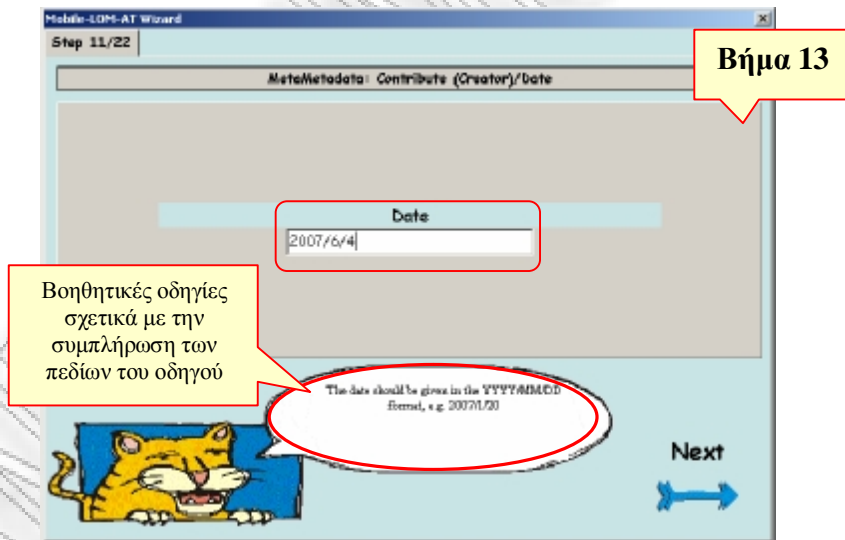 Mobile-LOM-AT Wizard
Step 11/22
Βήμα 13
MetaMetadata: Contribute (Creator)/Date
Date
2007/6/4
Βοηθητικές οδηγίες
σχετικά με την
συμπλήρωση των
πεδίων του οδηγού
The date should be given in the YYYY/MM/DD
format, e.g. 2007/1/20
Next